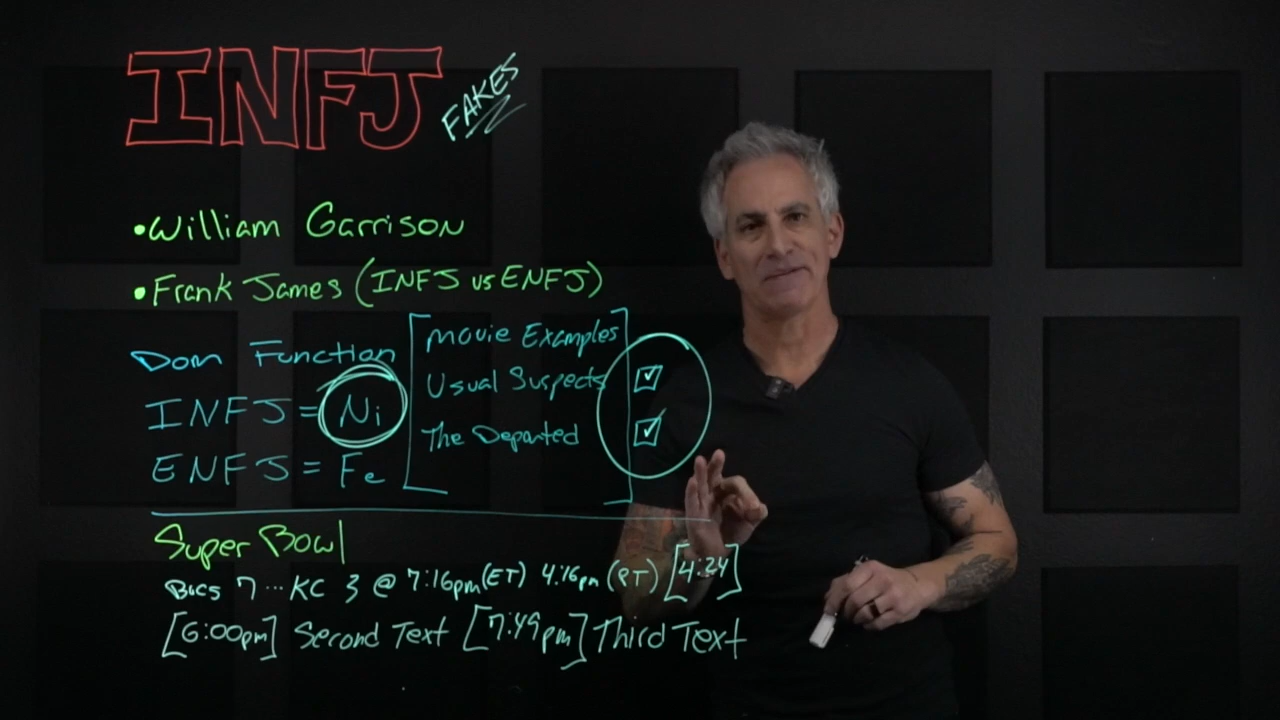 INFJ FAKES
•William Garrison
•Frank James (INFJ vs ENFJ)
Dom Function
INFJ = Ni
ENFJ = Fe
[Movie Examples]
Usual Suspects
The Departed
Super Bowl
Bucs 7 ... KC 3 @ 7:16pm (ET) 4:16pm (PT) [4:24]
[6:00pm] Second Text [7:49pm] Third Text